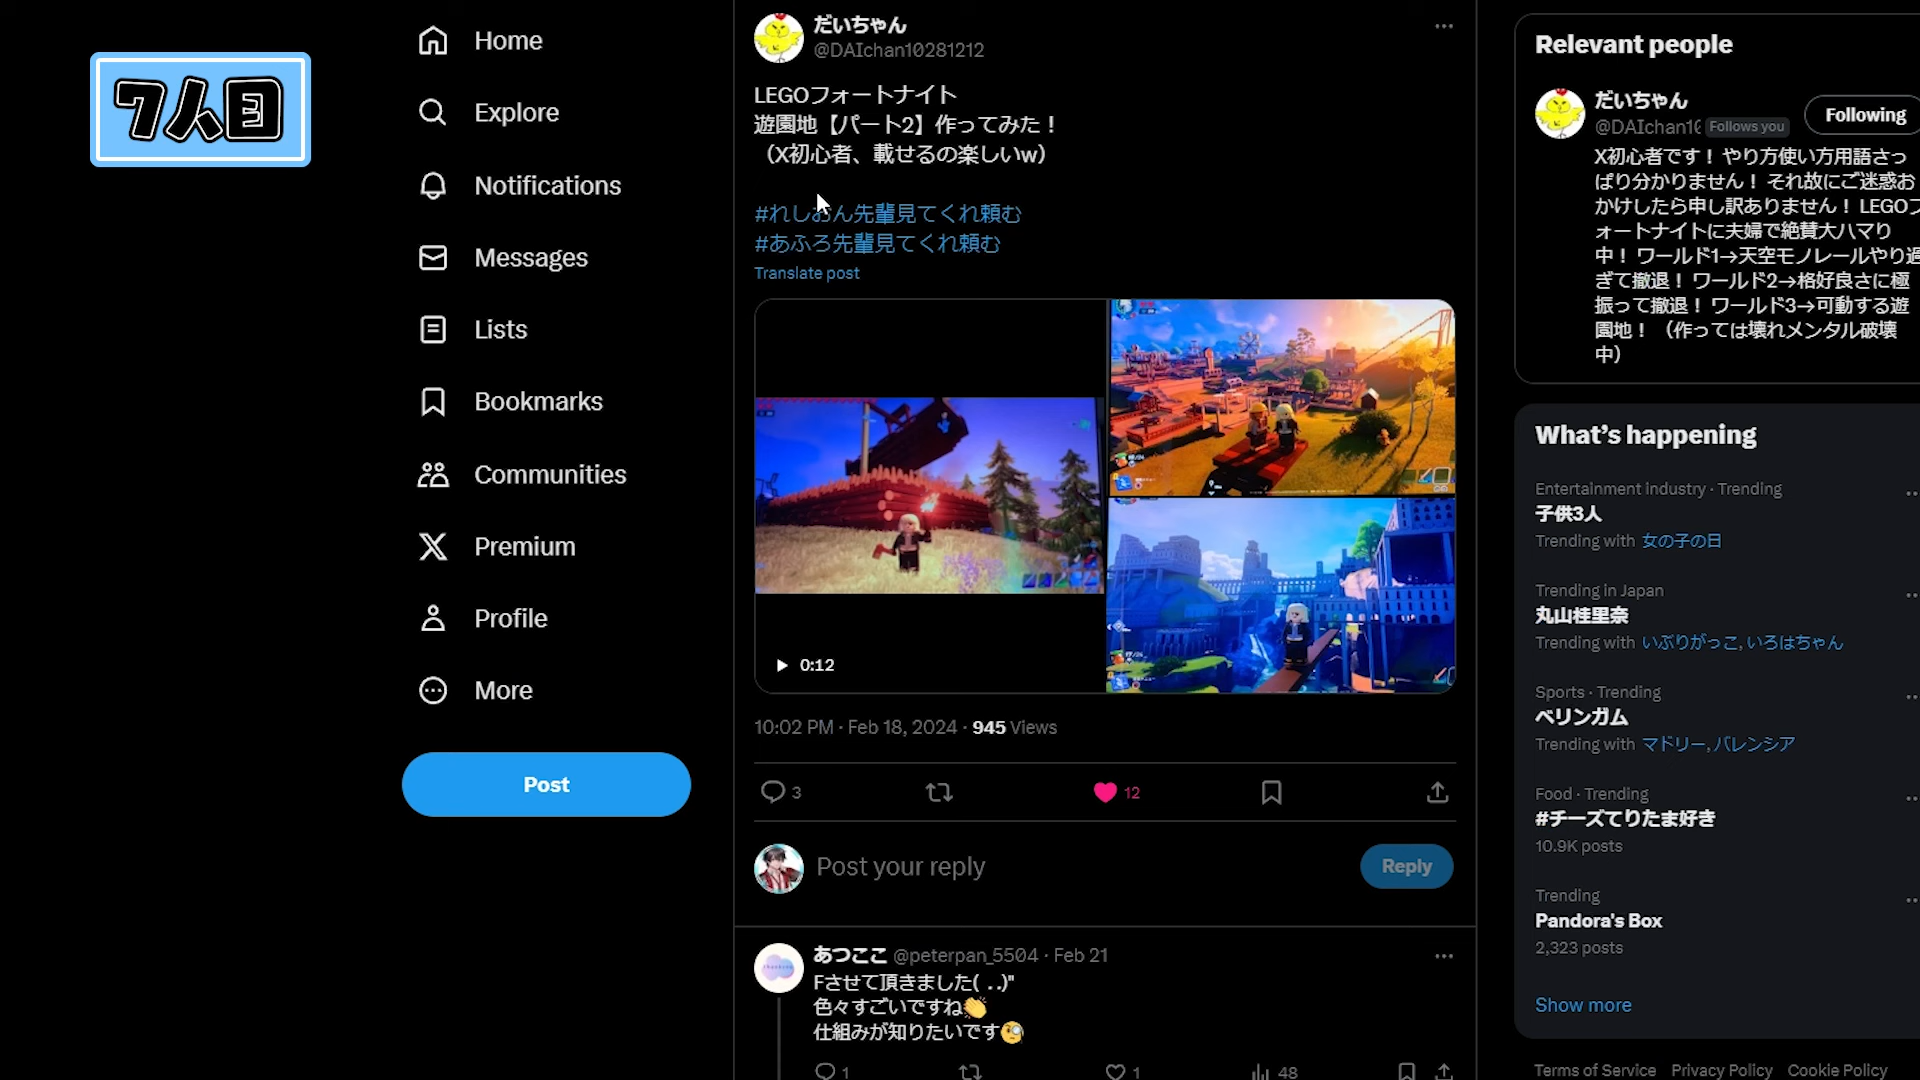 7人目
Home
Explore
Notifications
Messages
Lists
Bookmarks
Communities
Premium
Profile
More
Post
だいちゃん
@DAIchan10281212
LEGOフォートナイト
遊園地【パート2】作ってみた！
（X初心者、載せるの楽しいw）
#れしおん先輩見てくれ頼む
#あふろ先輩見てくれ頼む
Translate post
0:12
10:02 PM · Feb 18, 2024 · 945 Views
3
12
Post your reply
Reply
あつここ @peterpan_5504 · Feb 21
Fさせて頂きました( . .)"
色々すごいですね👏
仕組みが知りたいです🧐
1
1
48
Relevant people
だいちゃん
@DAIchan1 Follows you
Following
X初心者です！ やり方使い方用語さっ
ぱり分かりません！ それ故にご迷惑お
かけしたら申し訳ありません！ LEGOフ
ォートナイトに夫婦で絶賛大ハマり
中！ ワールド1→天空モノレールやり過
ぎて撤退！ ワールド2→格好良さに極
振って撤退！ ワールド3→可動する遊
園地！ （作っては壊れメンタル破壊
中）
What's happening
Entertainment industry · Trending
子供3人
Trending with 女の子の日
Trending in Japan
丸山桂里奈
Trending with いぶりがっこ, いろはちゃん
Sports · Trending
ベリンガム
Trending with マドリー, バレンシア
Food · Trending
#チーズてりたま好き
10.9K posts
Trending
Pandora's Box
2,323 posts
Show more
Terms of Service Privacy Policy Cookie Policy